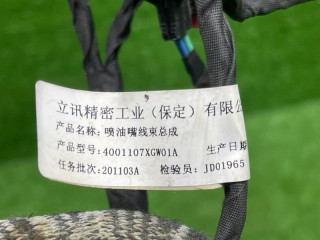 立讯精密工业（保定）有限公
产品名称：喷油嘴线束总成
产品型号：4001107XGW01A 生产日期
任务批次：201103A 检验员：JD01965